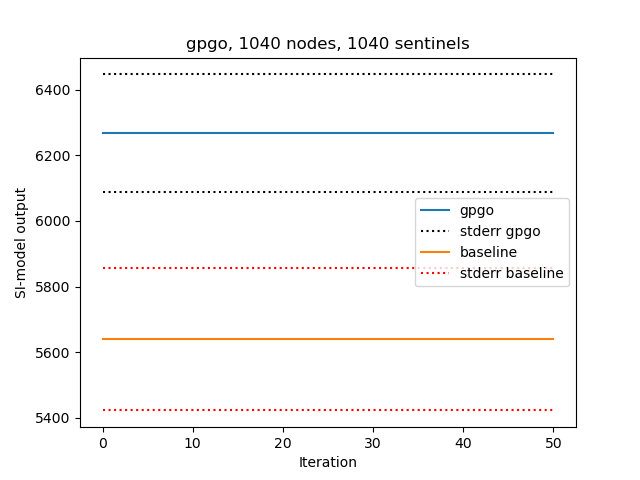 gpgo, 1040 nodes, 1040 sentinels
6400
6200
6000
5800
5600
5400
SI-model output
gpgo
stderr gpgo
baseline
stderr baseline
0 10 20 30 40 50
Iteration